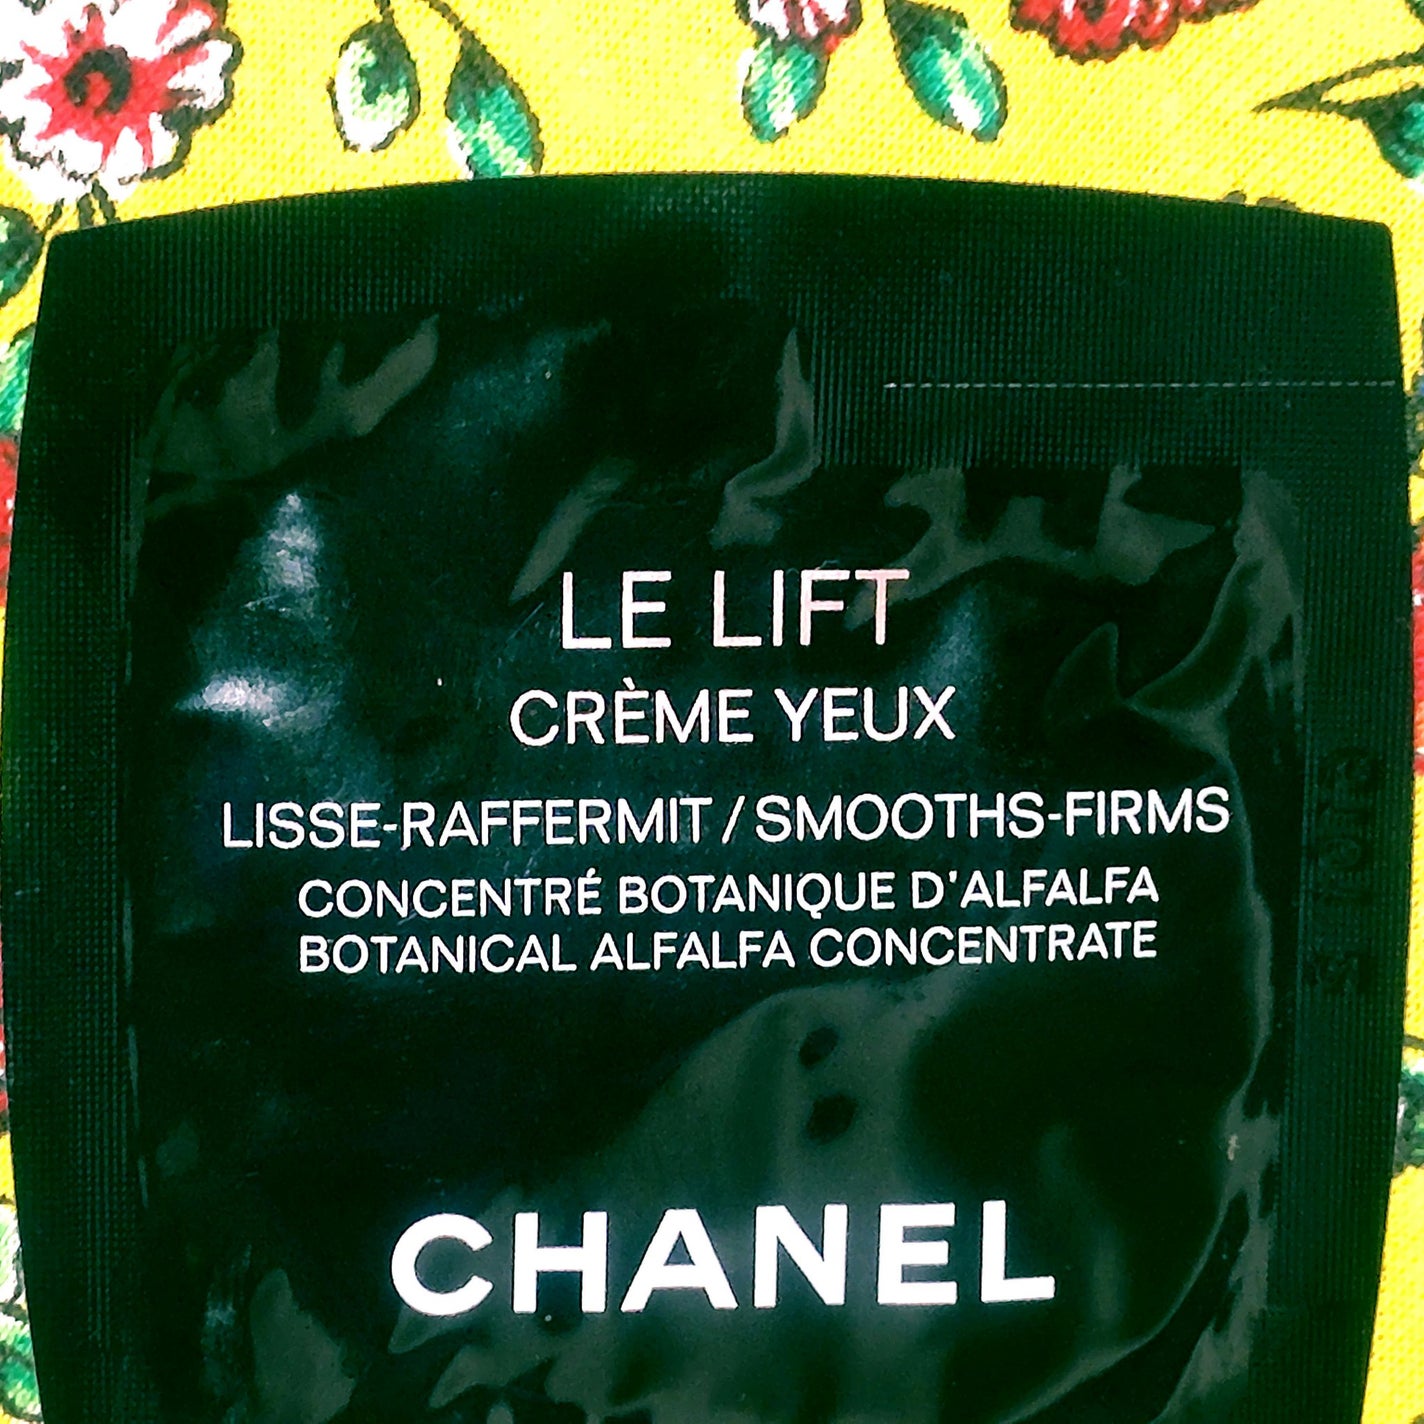 LE LIFT
CRÈME YEUX
LISSE-RAFFERMIT / SMOOTHS-FIRMS
CONCENTRÉ BOTANIQUE D'ALFALFA
BOTANICAL ALFALFA CONCENTRATE
CHANEL